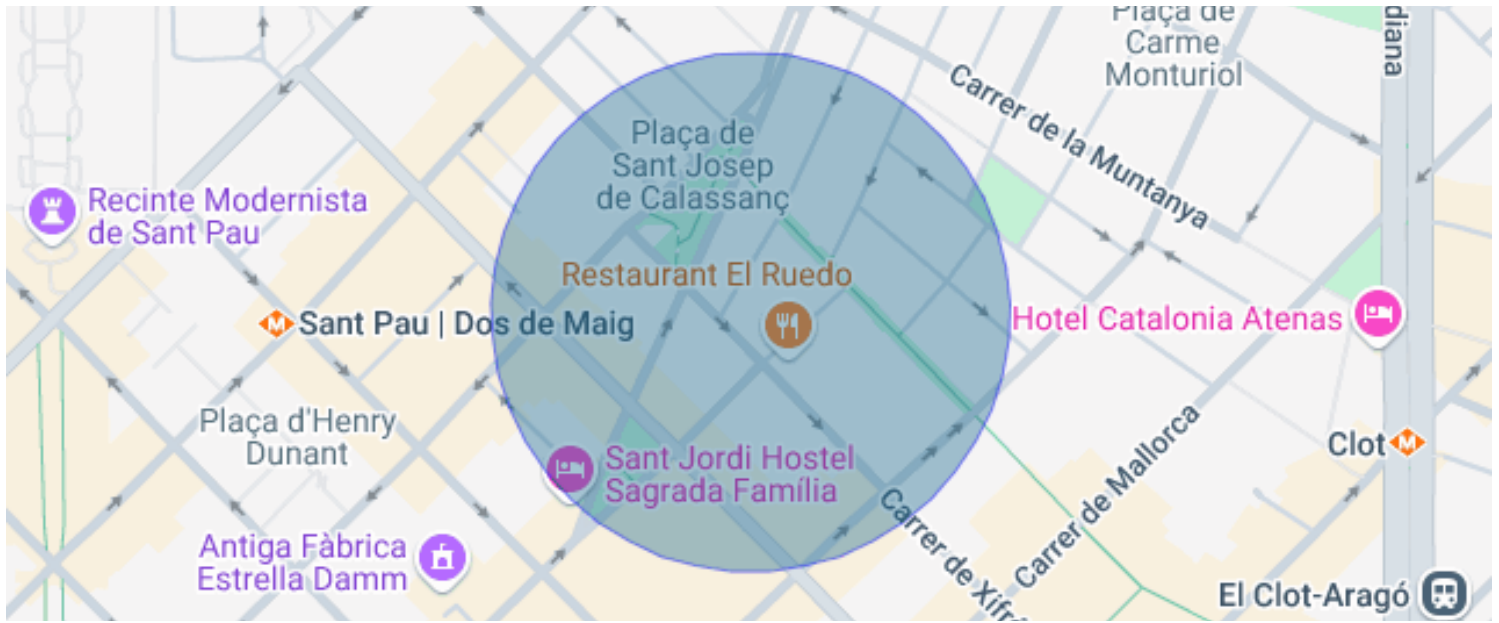 Plaça de
Carme
Monturiol
diana
Carrer de la Muntanya
Plaça de
Sant Josep
de Calassanç
Recinte Modernista
de Sant Pau
Restaurant El Ruedo
Sant Pau | Dos de Maig
Hotel Catalonia Atenas
Plaça d'Henry
Dunant
Clot
Carrer de Mallorca
Sant Jordi Hostel
Sagrada Família
Carrer de Xifré
Antiga Fàbrica
Estrella Damm
El Clot-Aragó